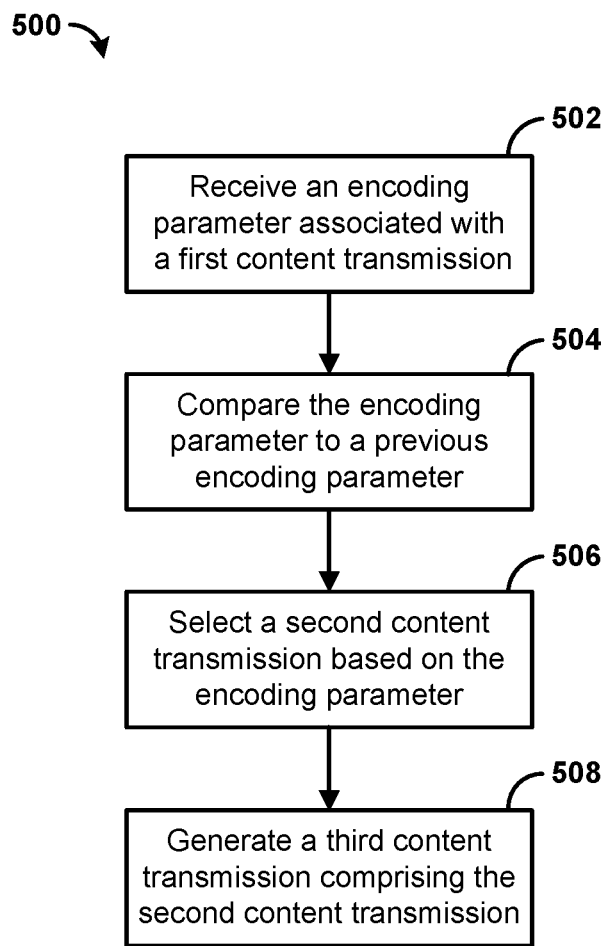 500
502
Receive an encoding
parameter associated with
a first content transmission
504
Compare the encoding
parameter to a previous
encoding parameter
506
Select a second content
transmission based on the
encoding parameter
508
Generate a third content
transmission comprising the
second content transmission